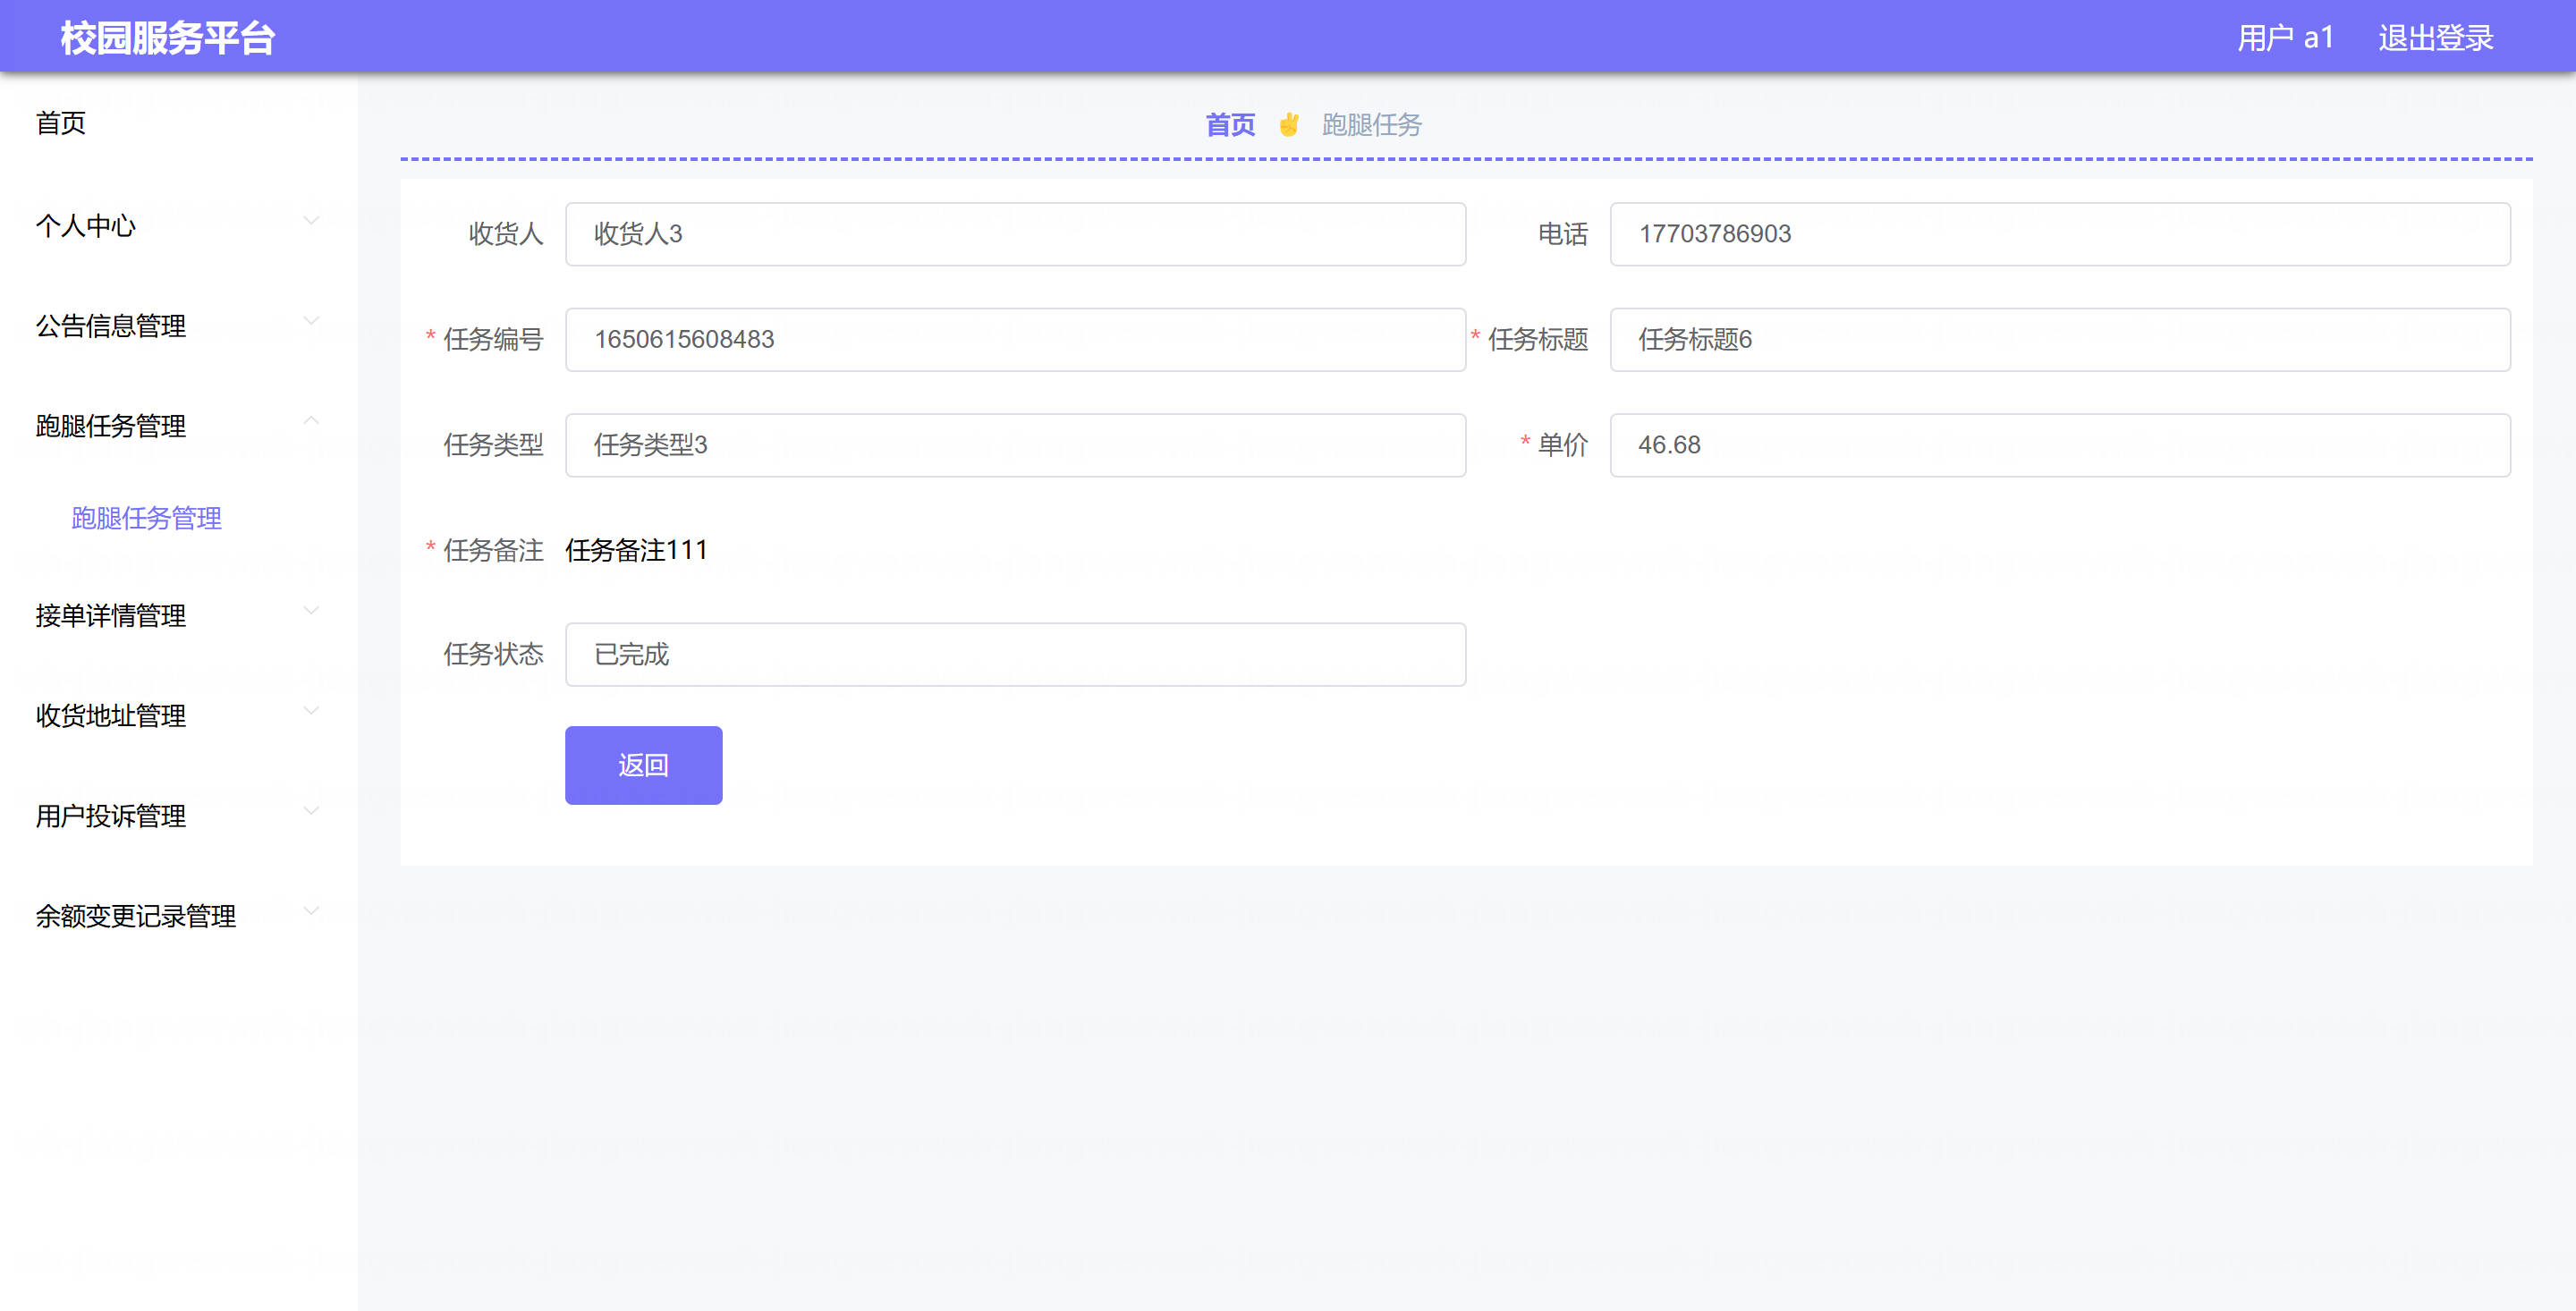 校园服务平台
用户 a1
退出登录
首页
个人中心
公告信息管理
跑腿任务管理
跑腿任务管理
接单详情管理
收货地址管理
用户投诉管理
余额变更记录管理
首页 ✌ 跑腿任务
收货人 收货人3
电话 17703786903
* 任务编号 1650615608483
* 任务标题 任务标题6
任务类型 任务类型3
* 单价 46.68
* 任务备注 任务备注111
任务状态 已完成
返回